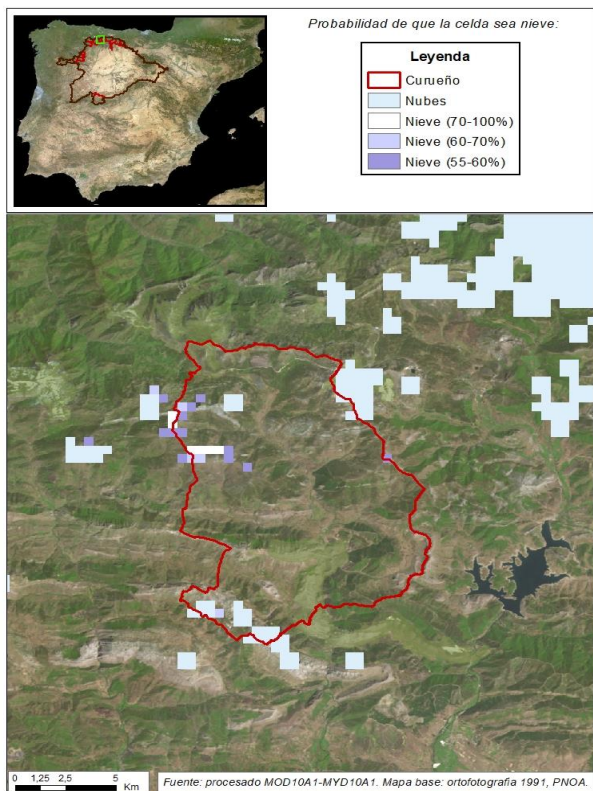 Probabilidad de que la celda sea nieve:
Leyenda
Curueño
Nubes
Nieve (70-100%)
Nieve (60-70%)
Nieve (55-60%)
0 1,25 2,5 5
Km
Fuente: procesado MOD10A1-MYD10A1. Mapa base: ortofotografia 1991, PNOA.